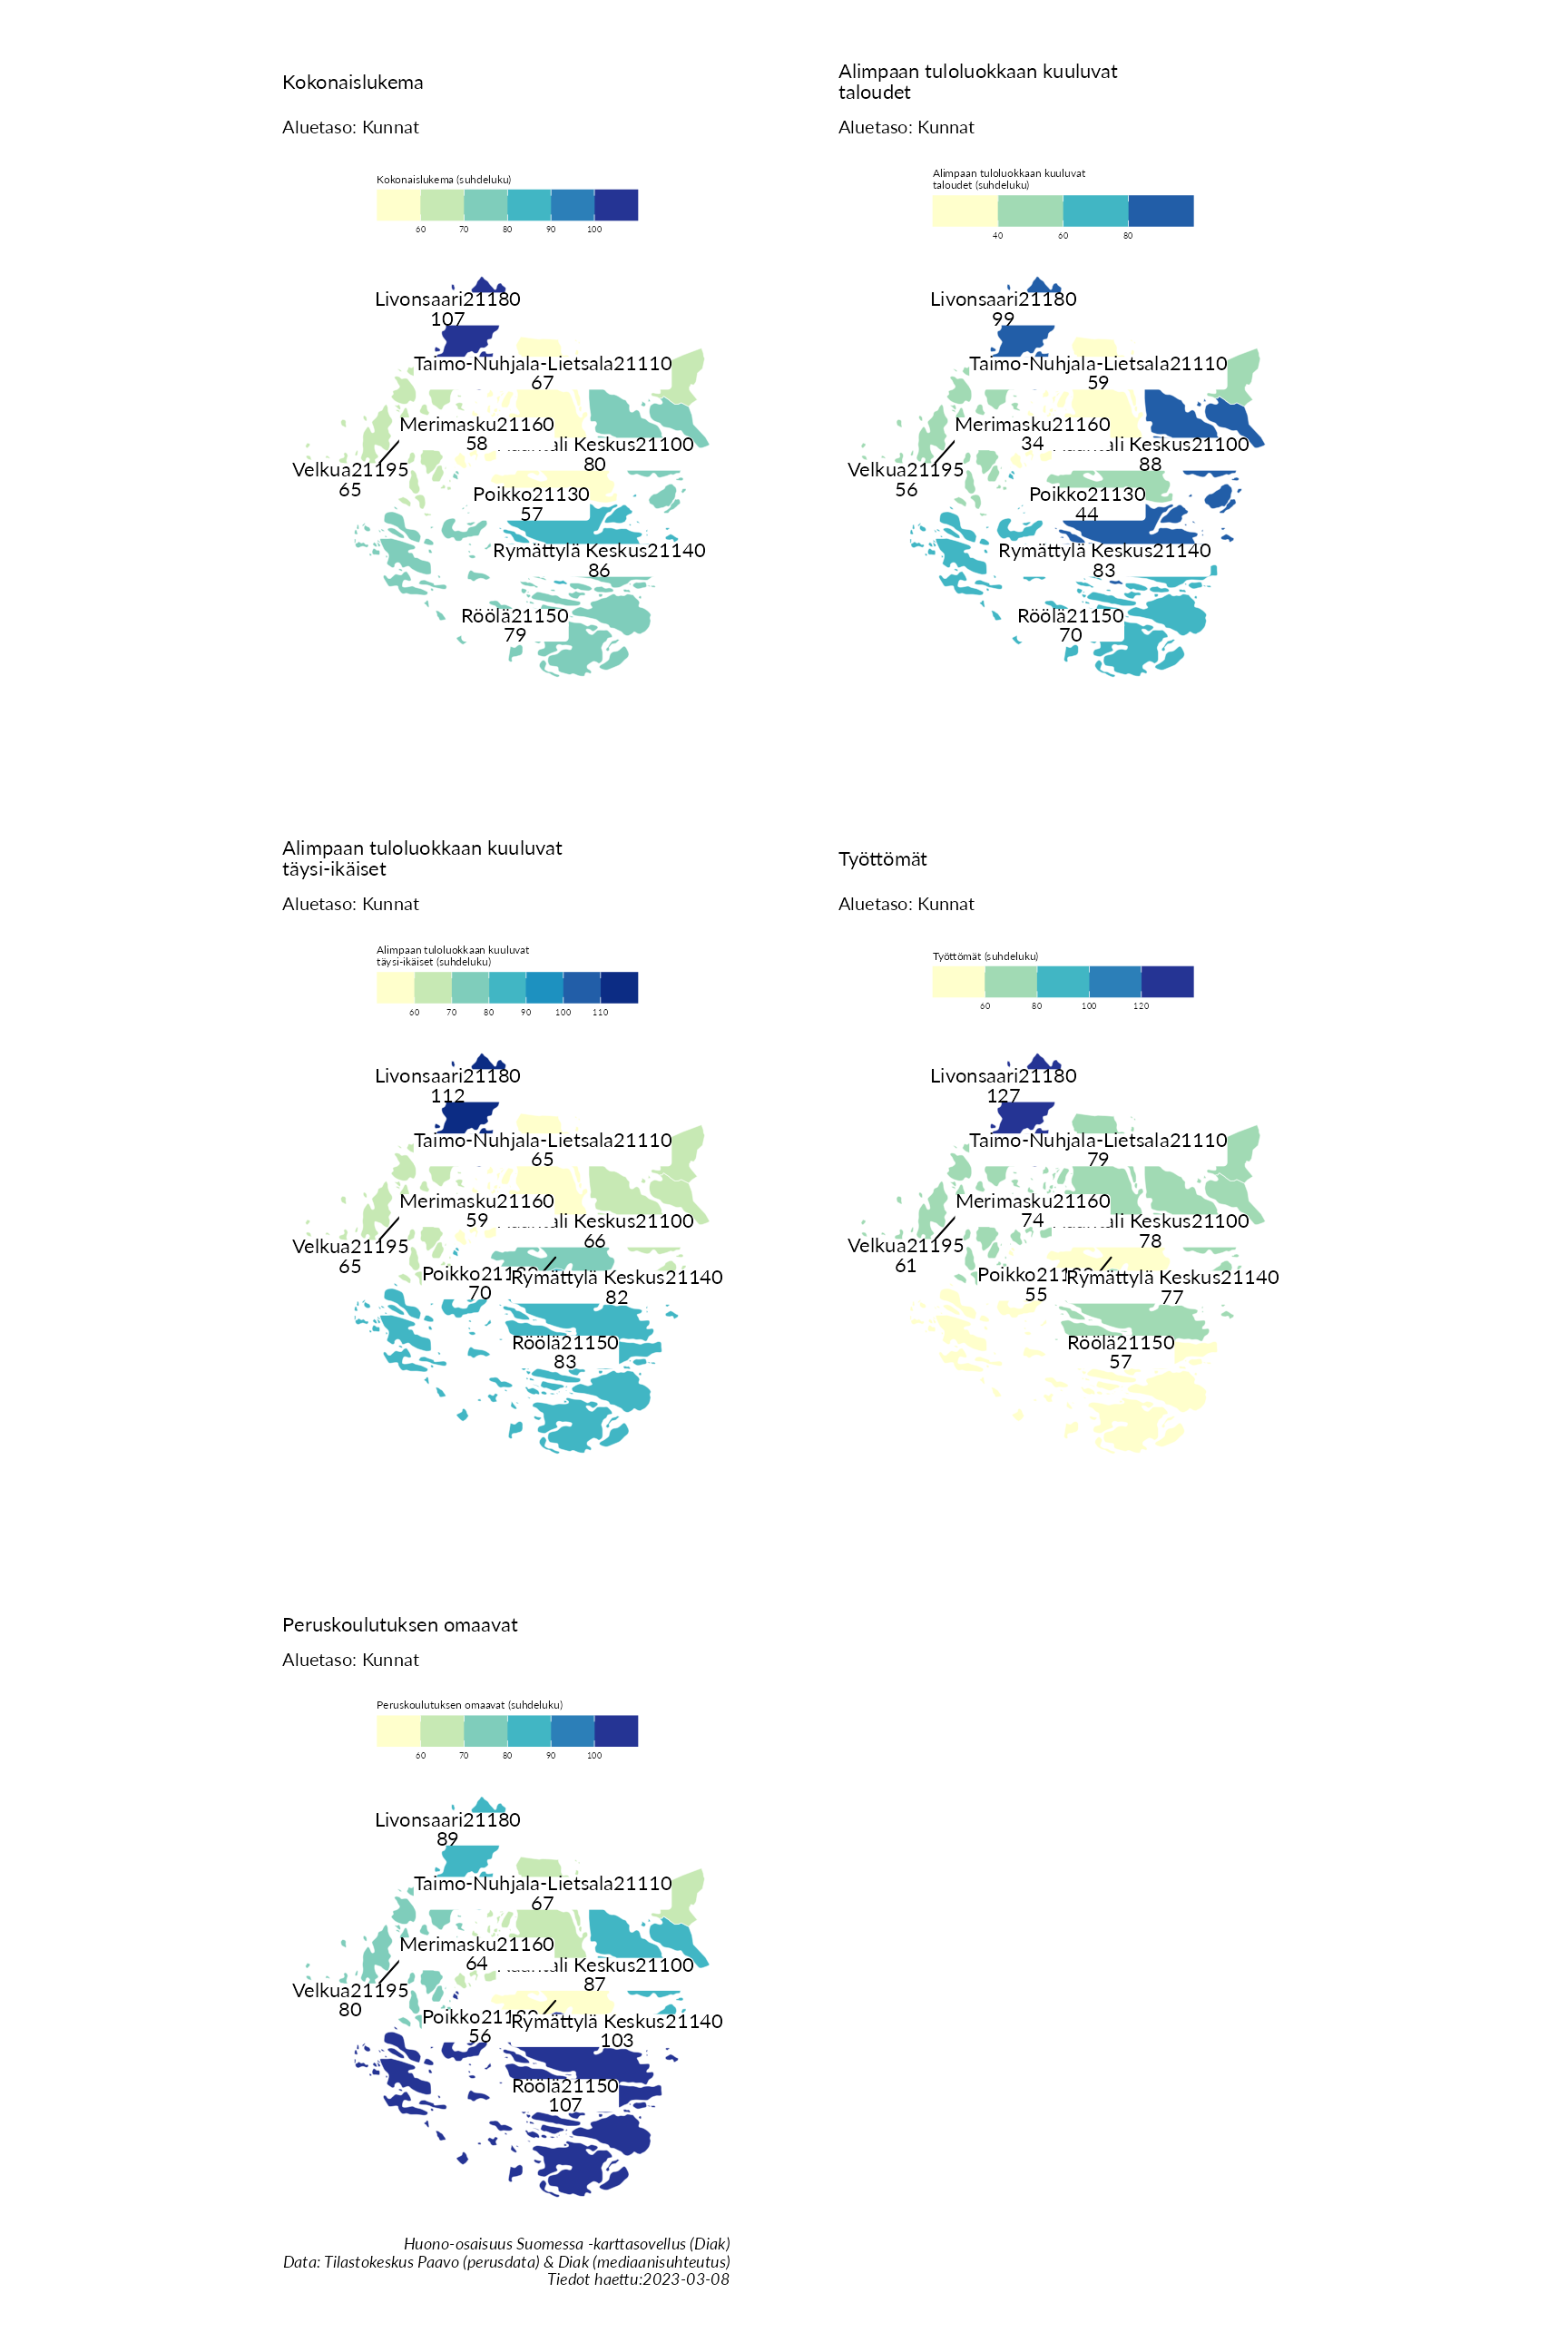 Kokonaislukema
Aluetaso: Kunnat
Kokonaislukema (suhdeluku)
60 70 80 90 100
Livonsaari21180
107
Taimo-Nuhjala-Lietsala21110
67
Merimasku21160
58
Keskus21100
80
Velkua21195
65
Poikko21130
57
Rymättylä Keskus21140
86
Röölä21150
79
Alimpaan tuloluokkaan kuuluvat
taloudet
Aluetaso: Kunnat
Alimpaan tuloluokkaan kuuluvat
taloudet (suhdeluku)
40 60 80
Livonsaari21180
99
Taimo-Nuhjala-Lietsala21110
59
Merimasku21160
34
Keskus21100
88
Velkua21195
56
Poikko21130
44
Rymättylä Keskus21140
83
Röölä21150
70
Alimpaan tuloluokkaan kuuluvat
täysi-ikäiset
Aluetaso: Kunnat
Alimpaan tuloluokkaan kuuluvat
täysi-ikäiset (suhdeluku)
60 70 80 90 100 110
Livonsaari21180
112
Taimo-Nuhjala-Lietsala21110
65
Merimasku21160
59
Keskus21100
66
Velkua21195
65
70
Rymättylä Keskus21140
82
Röölä21150
83
Työttömät
Aluetaso: Kunnat
Työttömät (suhdeluku)
60 80 100 120
Livonsaari21180
127
Taimo-Nuhjala-Lietsala21110
79
Merimasku21160
74
Keskus21100
78
Velkua21195
61
55
Rymättylä Keskus21140
77
Röölä21150
57
Peruskoulutuksen omaavat
Aluetaso: Kunnat
Peruskoulutuksen omaavat (suhdeluku)
60 70 80 90 100
Livonsaari21180
89
Taimo-Nuhjala-Lietsala21110
67
Merimasku21160
64
Keskus21100
87
Velkua21195
80
56
Rymättylä Keskus21140
103
Röölä21150
107
Huono-osaisuus Suomessa -karttasovellus (Diak)
Data: Tilastokeskus Paavo (perusdata) & Diak (mediaanisuhteutus)
Tiedot haettu:2023-03-08